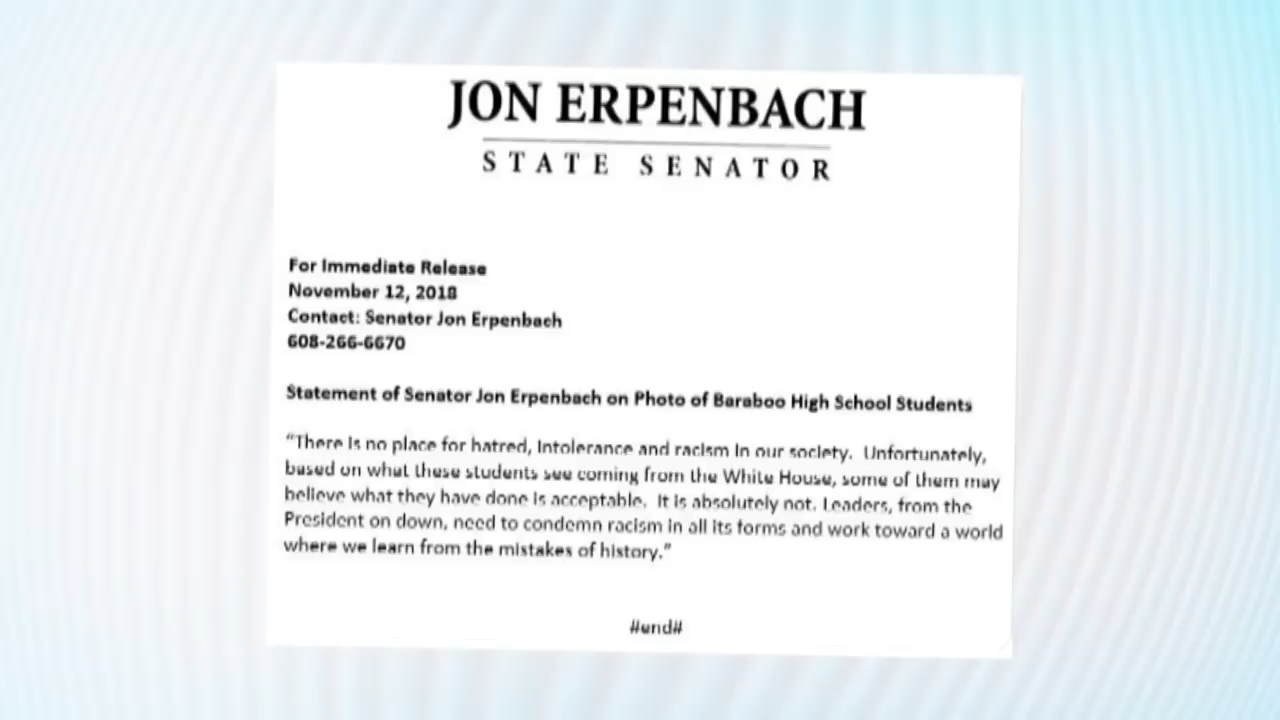 JON ERPENBACH
STATE SENATOR
For Immediate Release
November 12, 2018
Contact: Senator Jon Erpenbach
608-266-6670
Statement of Senator Jon Erpenbach on Photo of Baraboo High School Students
“There is no place for hatred, intolerance and racism in our society.  Unfortunately,
based on what these students see coming from the White House, some of them may
believe what they have done is acceptable.  It is absolutely not. Leaders, from the
President on down, need to condemn racism in all its forms and work toward a world
where we learn from the mistakes of history.”
#end#